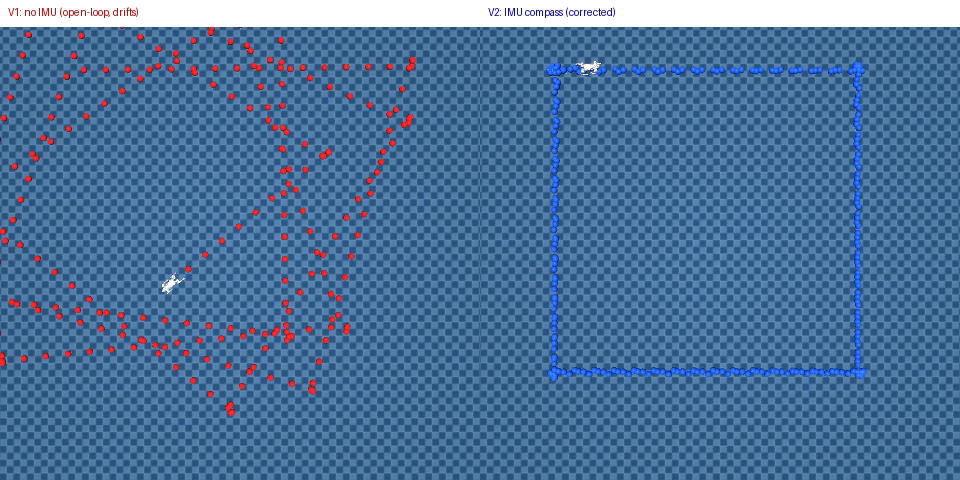 V1: no IMU (open-loop, drifts)
V2: IMU compass (corrected)